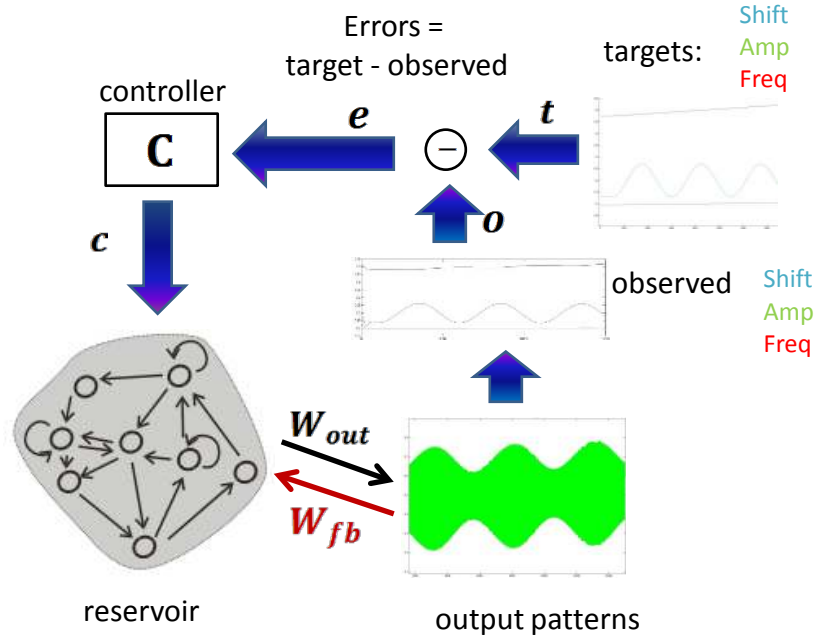 Errors =
target - observed
targets:
Shift
Amp
Freq
controller
C
e
−
t
c
o
observed
Shift
Amp
Freq
W_out
W_fb
reservoir
output patterns